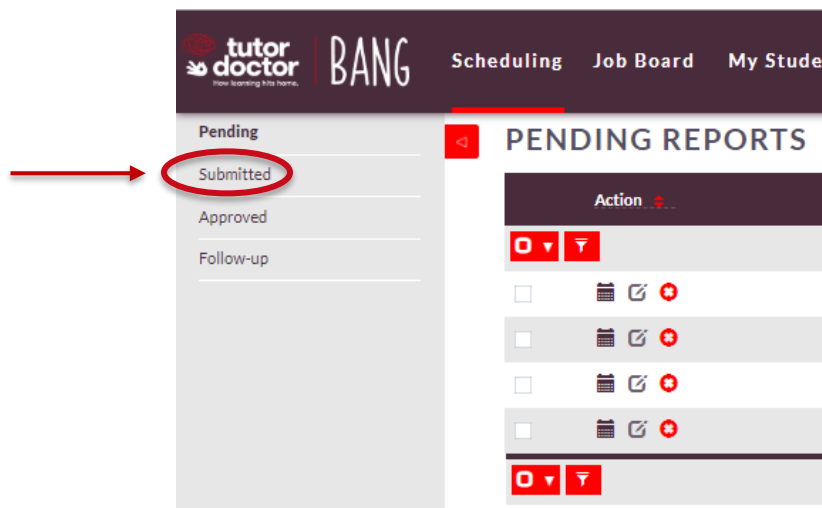 tutor
doctor
How learning hits home.
BANG
Scheduling
Job Board
My Stude
Pending
Submitted
Approved
Follow-up
PENDING REPORTS
Action